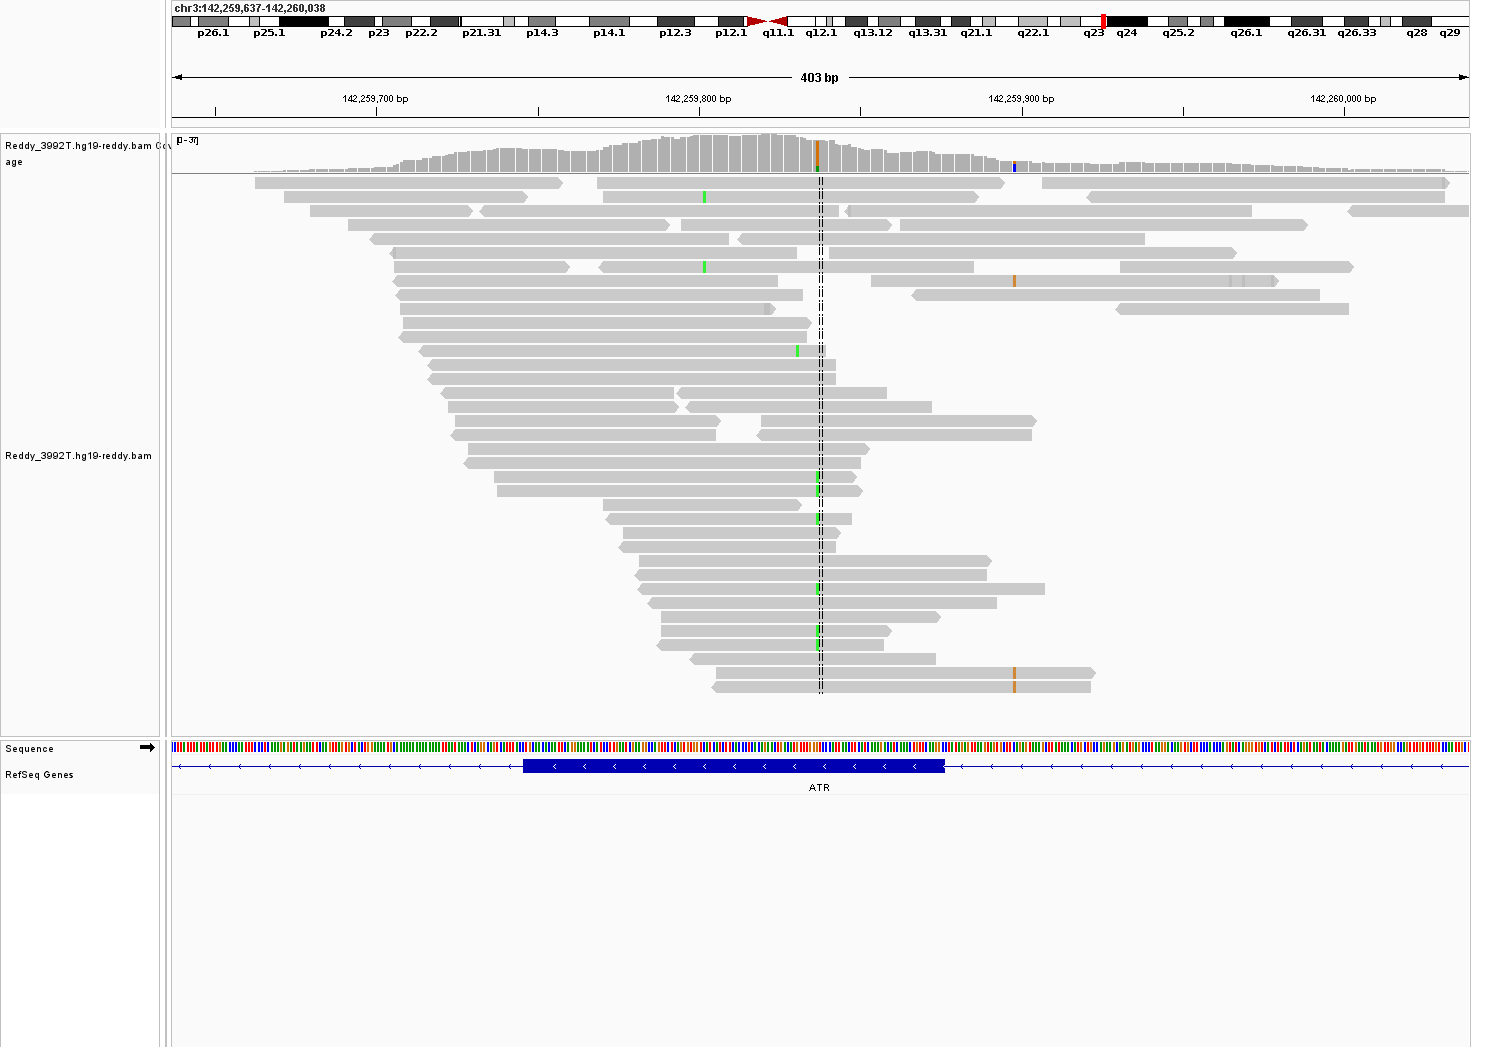 chr3:142,259,637-142,260,038
p26.1 p25.1 p24.2 p23 p22.2 p21.31 p14.3 p14.1 p12.3 p12.1 q11.1 q12.1 q13.12 q13.31 q21.1 q22.1 q23 q24 q25.2 q26.1 q26.31 q26.33 q28 q29
403 bp
142,259,700 bp 142,259,800 bp 142,259,900 bp 142,260,000 bp
[0 - 37]
Reddy_3992T.hg19-reddy.bam Cov
age
Reddy_3992T.hg19-reddy.bam
Sequence
RefSeq Genes
ATR